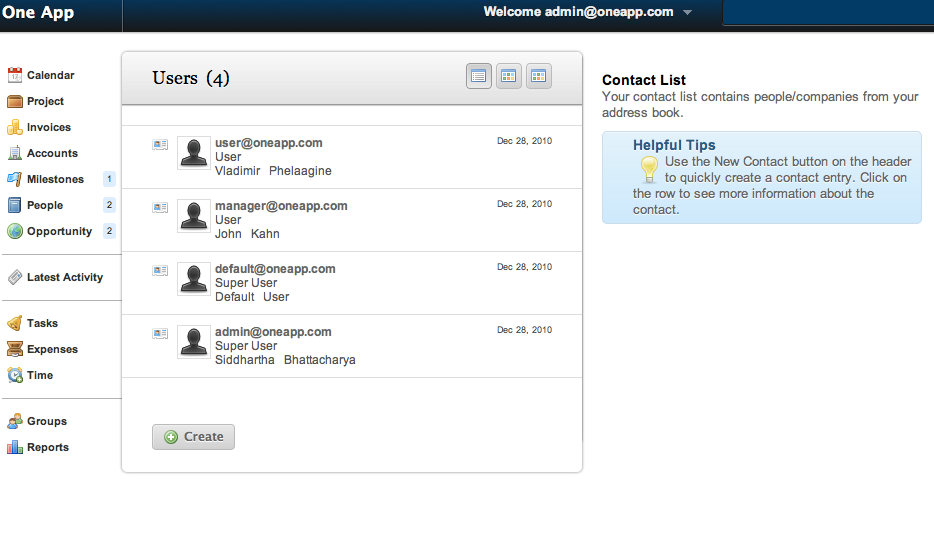 One App
Welcome admin@oneapp.com
Calendar
Project
Invoices
Accounts
Milestones 1
People 2
Opportunity 2
Latest Activity
Tasks
Expenses
Time
Groups
Reports
Users (4)
user@oneapp.com Dec 28, 2010
User
Vladimir Phelaagine
manager@oneapp.com Dec 28, 2010
User
John Kahn
default@oneapp.com Dec 28, 2010
Super User
Default User
admin@oneapp.com Dec 28, 2010
Super User
Siddhartha Bhattacharya
Create
Contact List
Your contact list contains people/companies from your
address book.
Helpful Tips
Use the New Contact button on the header
to quickly create a contact entry. Click on
the row to see more information about the
contact.